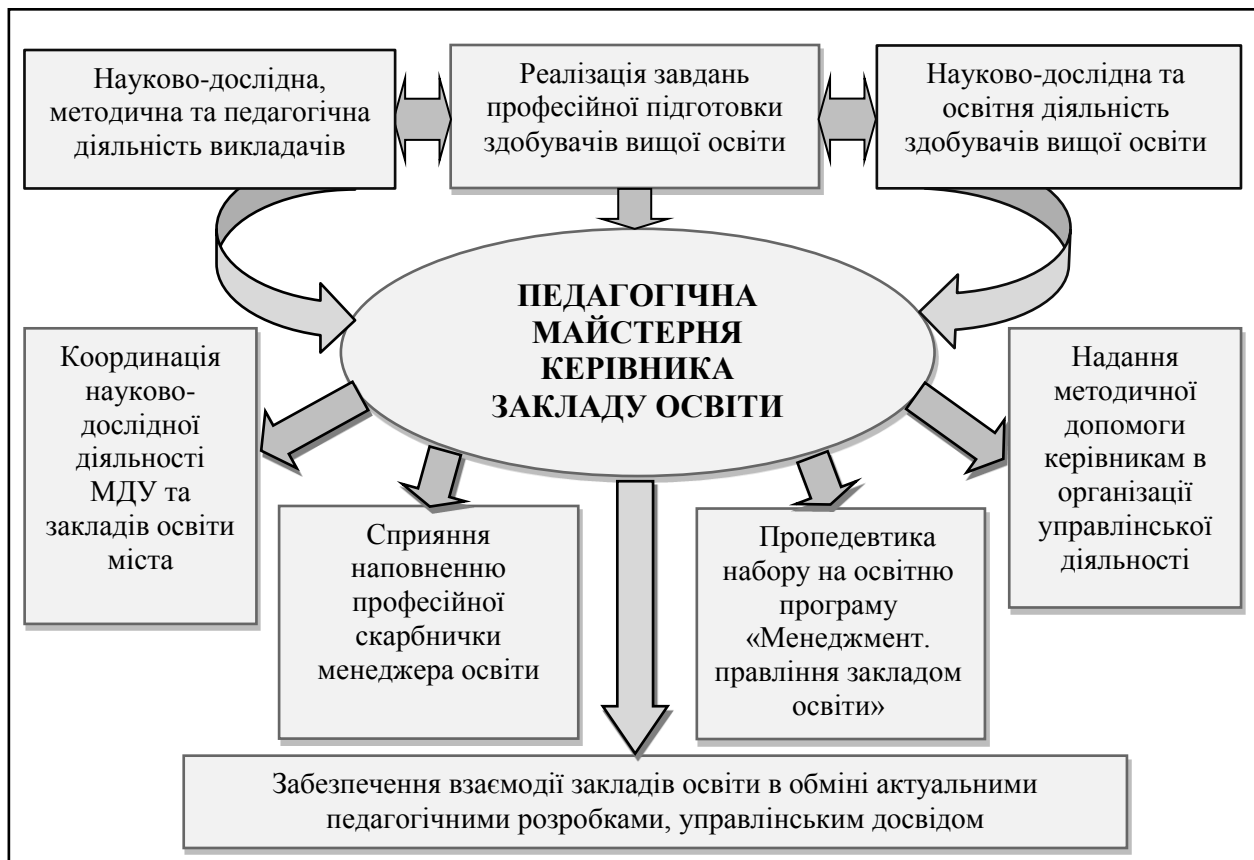 Науково-дослідна,
методична та педагогічна
діяльність викладачів
Реалізація завдань
професійної підготовки
здобувачів вищої освіти
Науково-дослідна та
освітня діяльність
здобувачів вищої освіти
ПЕДАГОГІЧНА
МАЙСТЕРНЯ
КЕРІВНИКА
ЗАКЛАДУ ОСВІТИ
Координація
науково-
дослідної
діяльності
МДУ та
закладів освіти
міста
Сприяння
наповненню
професійної
скарбнички
менеджера освіти
Пропедевтика
набору на освітню
програму
«Менеджмент.
правління закладом
освіти»
Надання
методичної
допомоги
керівникам в
організації
управлінської
діяльності
Забезпечення взаємодії закладів освіти в обміні актуальними
педагогічними розробками, управлінським досвідом